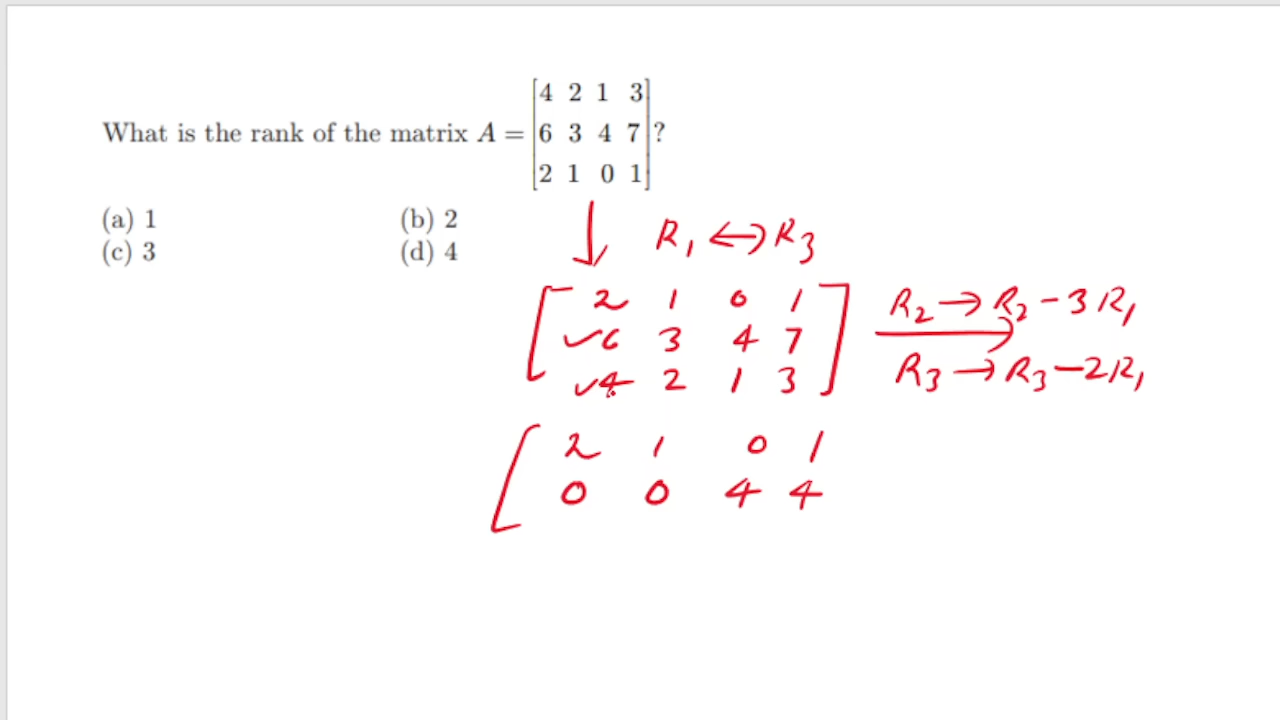 [4 2 1 3]
What is the rank of the matrix A = [6 3 4 7]?
[2 1 0 1]
(a) 1 (b) 2
(c) 3 (d) 4
↓ R₁ ↔ R₃
[2 1 0 1] R₂ → R₂ - 3R₁
✓6 3 4 7
✓4 2 1 3 R₃ → R₃ - 2R₁
[2 1 0 1
0 0 4 4